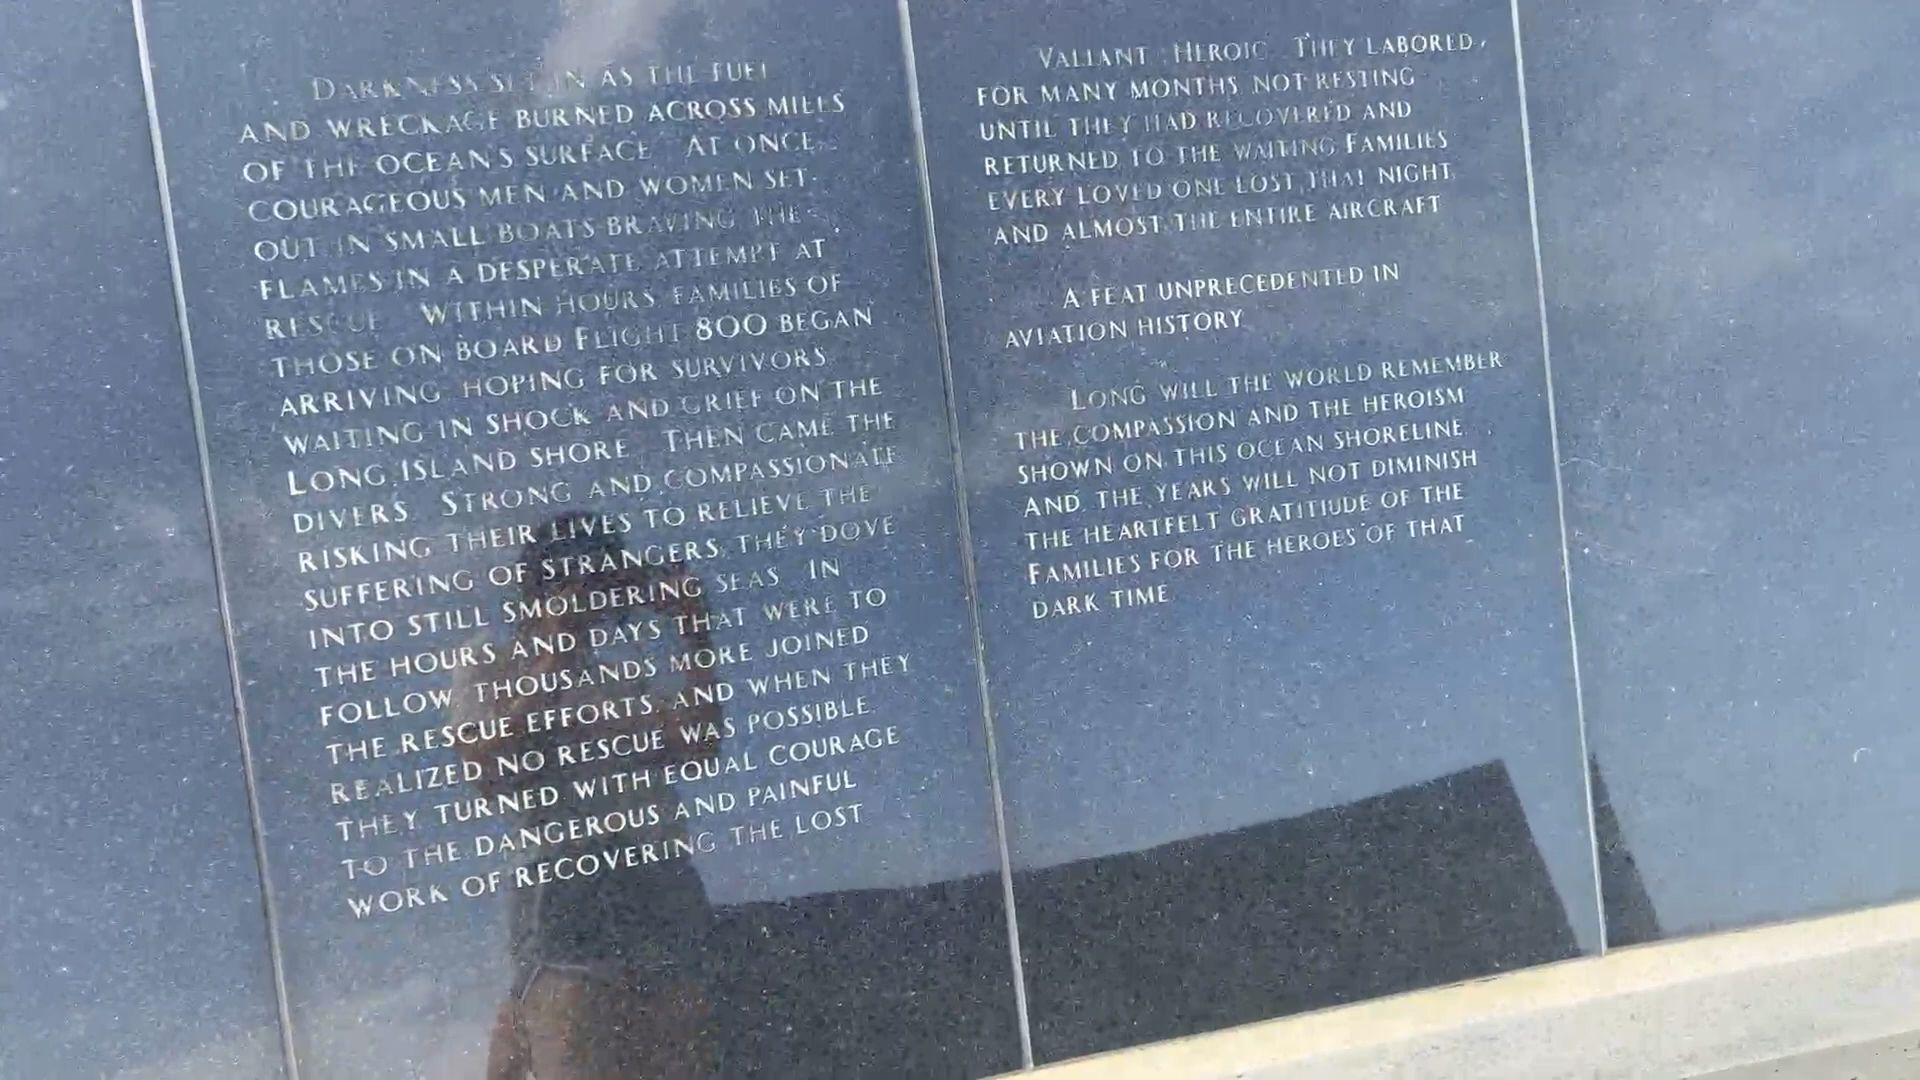 DARKNESS SET IN AS THE FUEL
AND WRECKAGE BURNED ACROSS MILES
OF THE OCEAN'S SURFACE AT ONCE
COURAGEOUS MEN AND WOMEN SET
OUT IN SMALL BOATS BRAVING THE
FLAMES IN A DESPERATE ATTEMPT AT
RESCUE WITHIN HOURS FAMILIES OF
THOSE ON BOARD FLIGHT 800 BEGAN
ARRIVING HOPING FOR SURVIVORS
WAITING IN SHOCK AND GRIEF ON THE
LONG ISLAND SHORE THEN CAME THE
DIVERS STRONG AND COMPASSIONATE
RISKING THEIR LIVES TO RELIEVE THE
SUFFERING OF STRANGERS THEY DOVE
INTO STILL SMOLDERING SEAS IN
THE HOURS AND DAYS THAT WERE TO
FOLLOW THOUSANDS MORE JOINED
THE RESCUE EFFORTS, AND WHEN THEY
REALIZED NO RESCUE WAS POSSIBLE,
THEY TURNED WITH EQUAL COURAGE
TO THE DANGEROUS AND PAINFUL
WORK OF RECOVERING THE LOST
VALIANT HEROIC THEY LABORED,
FOR MANY MONTHS NOT RESTING
UNTIL THEY HAD RECOVERED AND
RETURNED TO THE WAITING FAMILIES
EVERY LOVED ONE LOST THAT NIGHT
AND ALMOST THE ENTIRE AIRCRAFT
A FEAT UNPRECEDENTED IN
AVIATION HISTORY
LONG WILL THE WORLD REMEMBER
THE COMPASSION AND THE HEROISM
SHOWN ON THIS OCEAN SHORELINE
AND THE YEARS WILL NOT DIMINISH
THE HEARTFELT GRATITIUDE OF THE
FAMILIES FOR THE HEROES OF THAT
DARK TIME